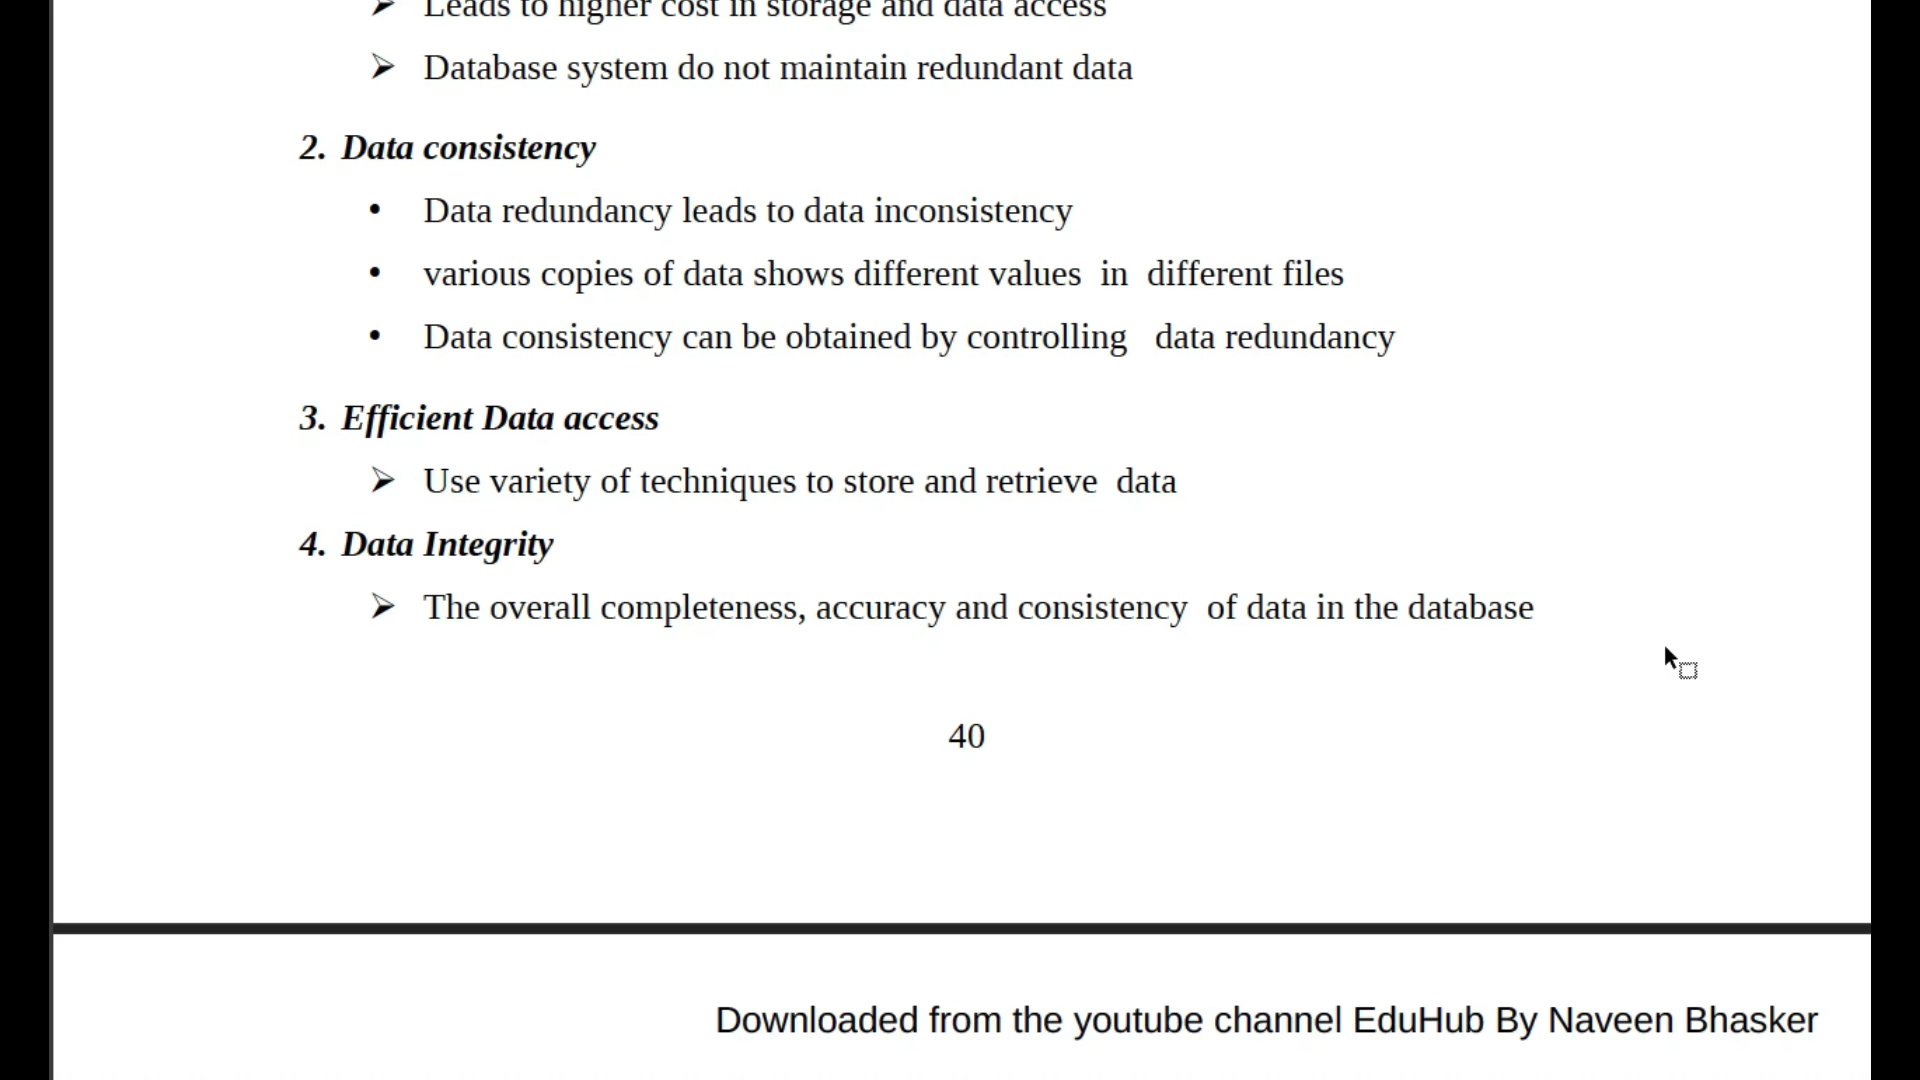 ➢ Leads to higher cost in storage and data access
➢ Database system do not maintain redundant data
2. Data consistency
• Data redundancy leads to data inconsistency
• various copies of data shows different values in different files
• Data consistency can be obtained by controlling data redundancy
3. Efficient Data access
➢ Use variety of techniques to store and retrieve data
4. Data Integrity
➢ The overall completeness, accuracy and consistency of data in the database
40
Downloaded from the youtube channel EduHub By Naveen Bhasker